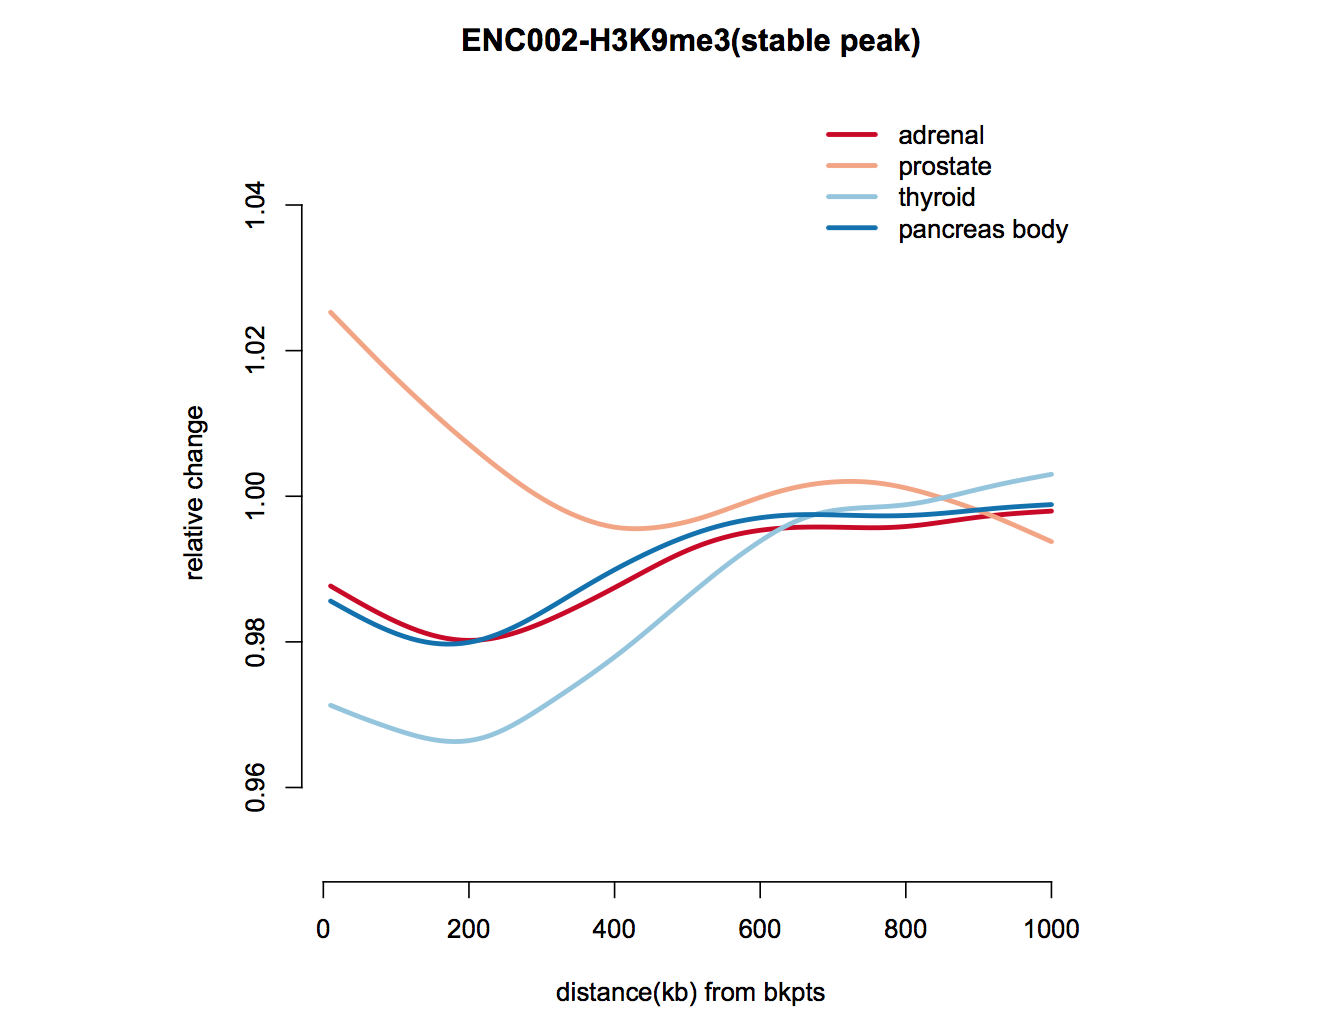 ENC002-H3K9me3(stable peak)
adrenal
prostate
thyroid
pancreas body
1.04
1.02
1.00
0.98
0.96
relative change
0
200
400
600
800
1000
distance(kb) from bkpts